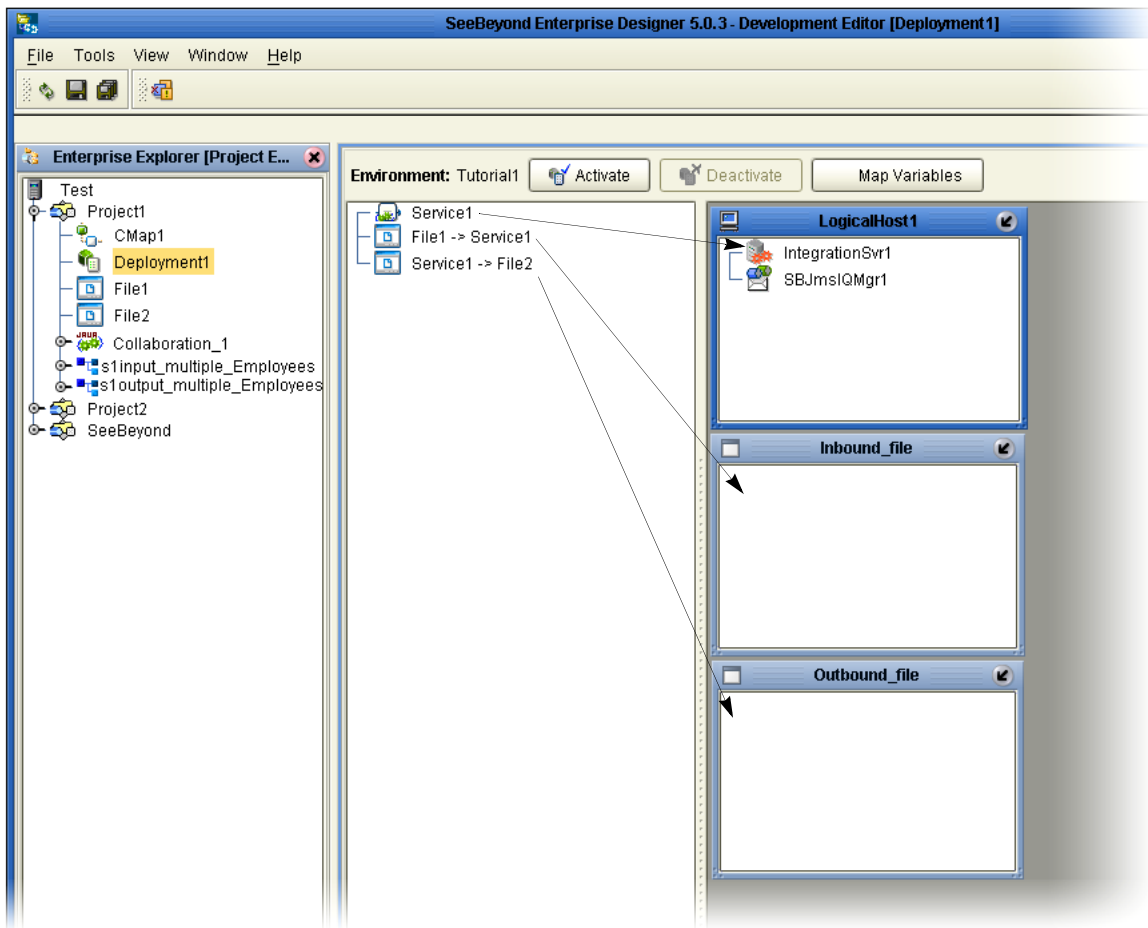 SeeBeyond Enterprise Designer 5.0.3 - Development Editor [Deployment1]
File Tools View Window Help
Enterprise Explorer [Project E...
Test
Project1
CMap1
Deployment1
File1
File2
JAVA
Collaboration_1
s1input_multiple_Employees
s1output_multiple_Employees
Project2
SeeBeyond
Environment: Tutorial1 Activate Deactivate Map Variables
Service1
File1 -> Service1
Service1 -> File2
LogicalHost1
IntegrationSvr1
SBJmsIQMgr1
Inbound_file
Outbound_file